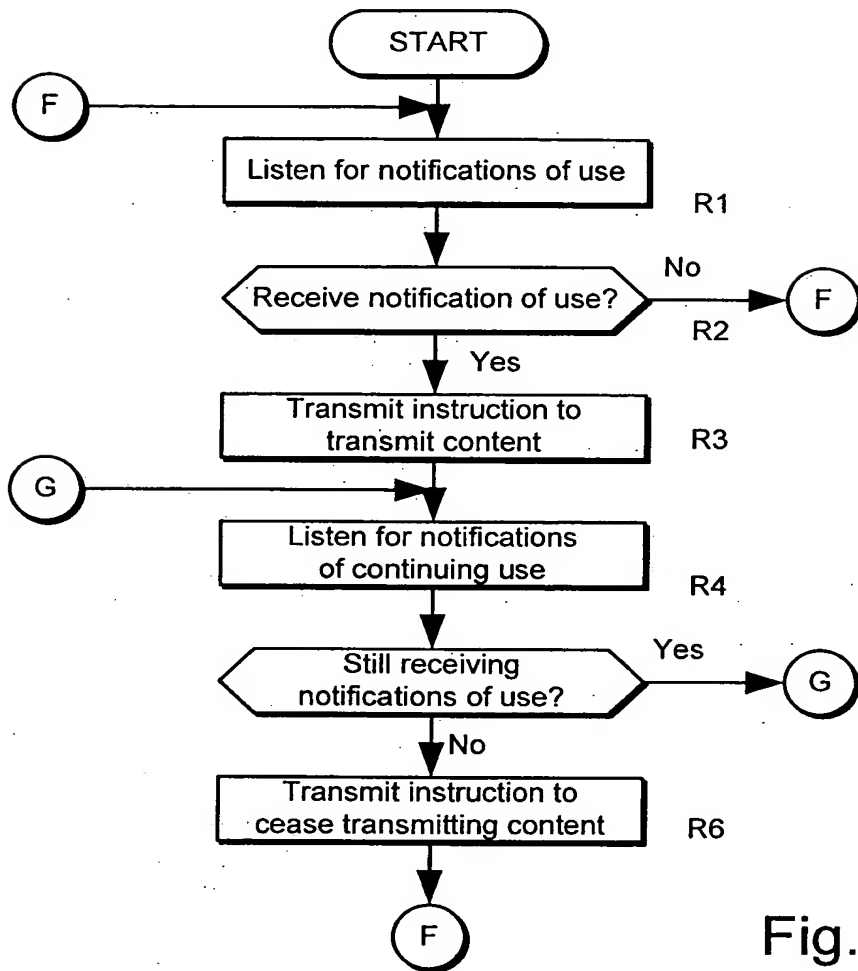 START
F
Listen for notifications of use
R1
No
Receive notification of use?
F
R2
Yes
Transmit instruction to
transmit content
R3
G
Listen for notifications
of continuing use
R4
Yes
Still receiving
notifications of use?
G
No
Transmit instruction to
cease transmitting content
R6
F
Fig.